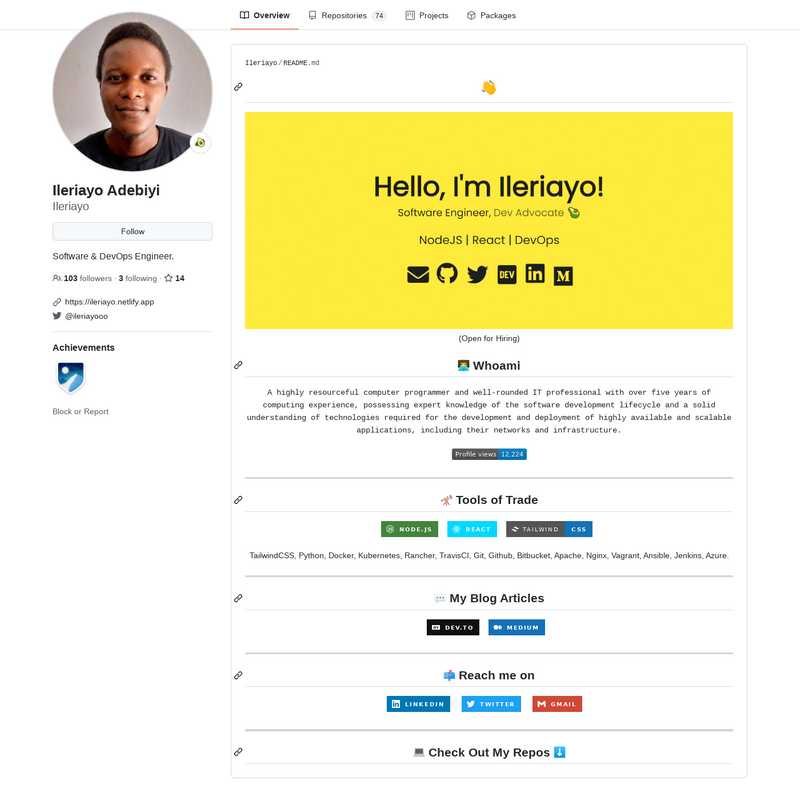 Overview
Repositories 74
Projects
Packages
Ileriayo Adebiyi
Ileriayo
Follow
Software & DevOps Engineer.
103 followers · 3 following · 14
https://ileriayo.netlify.app
@ileriayooo
Achievements
Block or Report
Ileriayo / README.md
Hello, I'm Ileriayo!
Software Engineer, Dev Advocate
NodeJS | React | DevOps
DEV
in
M
(Open for Hiring)
Whoami
A highly resourceful computer programmer and well-rounded IT professional with over five years of
computing experience, possessing expert knowledge of the software development lifecycle and a solid
understanding of technologies required for the development and deployment of highly available and scalable
applications, including their networks and infrastructure.
Profile views 12,224
Tools of Trade
NODE.JS
REACT
TAILWIND CSS
TailwindCSS, Python, Docker, Kubernetes, Rancher, TravisCI, Git, Github, Bitbucket, Apache, Nginx, Vagrant, Ansible, Jenkins, Azure.
My Blog Articles
DEV.TO
MEDIUM
Reach me on
LINKEDIN
TWITTER
GMAIL
Check Out My Repos